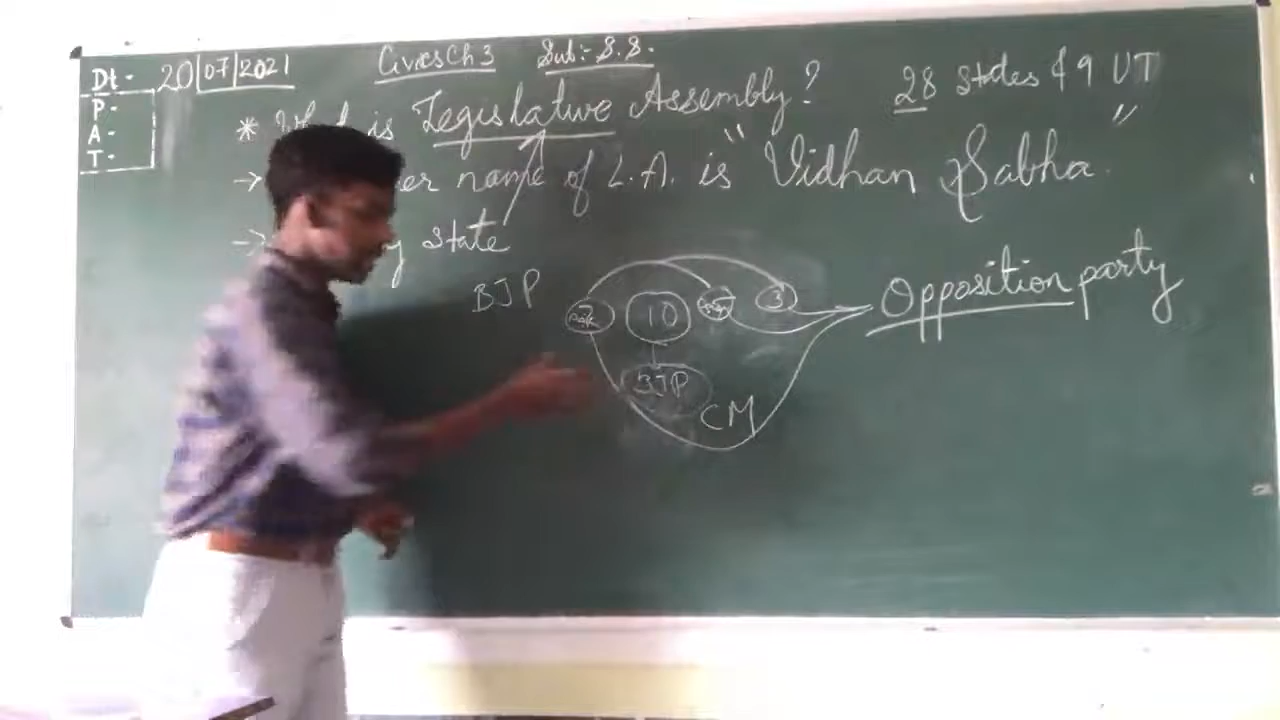 Dt - 20/07/2021 Civics Ch 3 Sub:- S.S.
P -
A -
T -
* is Legislative Assembly? 28 States & 9 UT
→ name of L.A. is "Vidhan Sabha."
→ State
BJP 10 3 Opposition party
BJP
CM